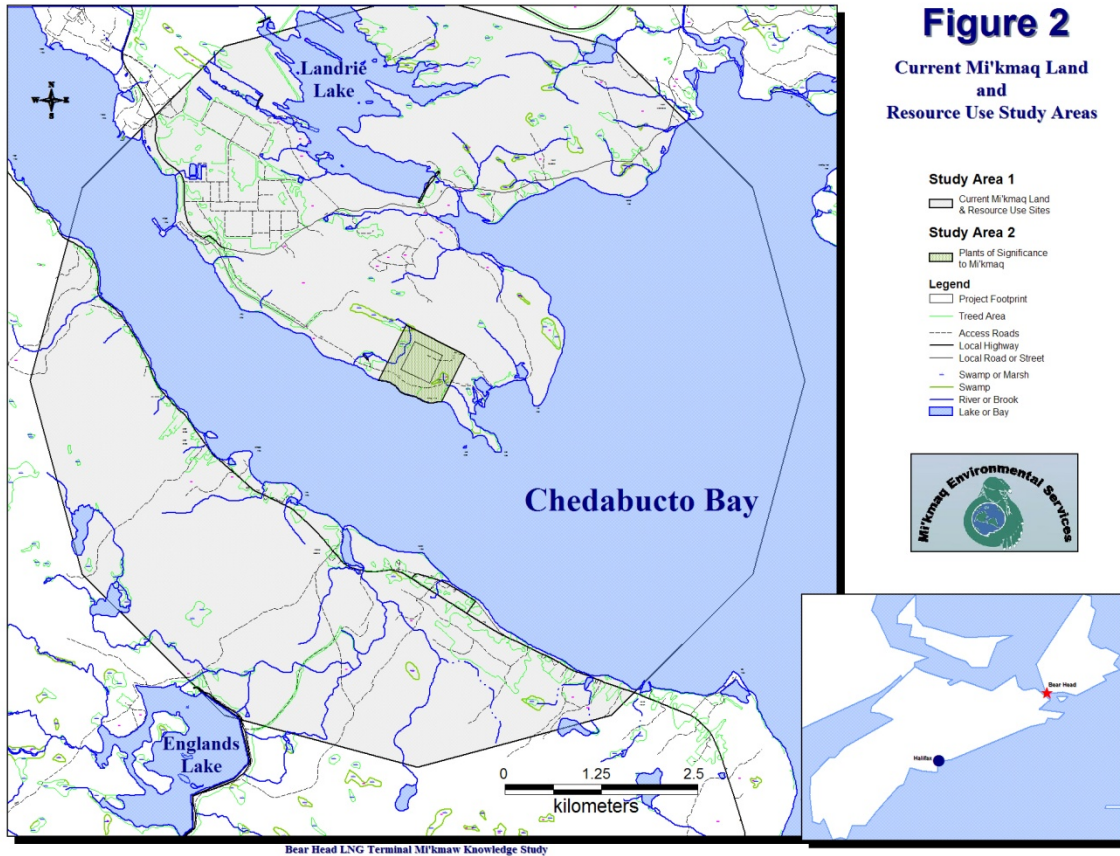 Figure 2
Current Mi'kmaq Land
and
Resource Use Study Areas
Study Area 1
Current Mi'kmaq Land
& Resource Use Sites
Study Area 2
Plants of Significance
to Mi'kmaq
Legend
Project Footprint
Treed Area
Access Roads
Local Highway
Local Road or Street
Swamp or Marsh
Swamp
River or Brook
Lake or Bay
Mi'kmaq Environmental Services
N
W E
S
Landrie
Lake
Chedabucto Bay
Englands
Lake
0 1.25 2.5
kilometers
Bear Head
Halifax
Bear Head LNG Terminal Mi'kmaw Knowledge Study